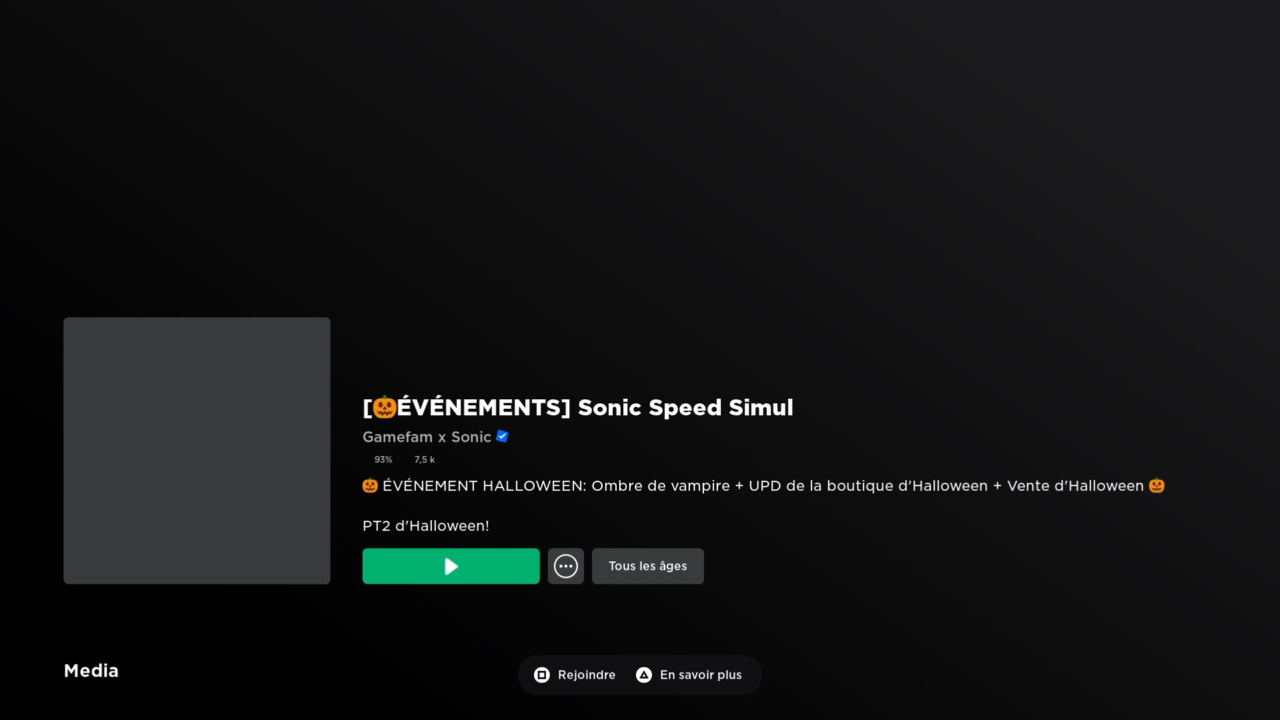 [🎃ÉVÉNEMENTS] Sonic Speed Simul
Gamefam x Sonic
93% 7,5 k
🎃 ÉVÉNEMENT HALLOWEEN: Ombre de vampire + UPD de la boutique d'Halloween + Vente d'Halloween 🎃
PT2 d'Halloween!
Tous les âges
Media
Rejoindre En savoir plus